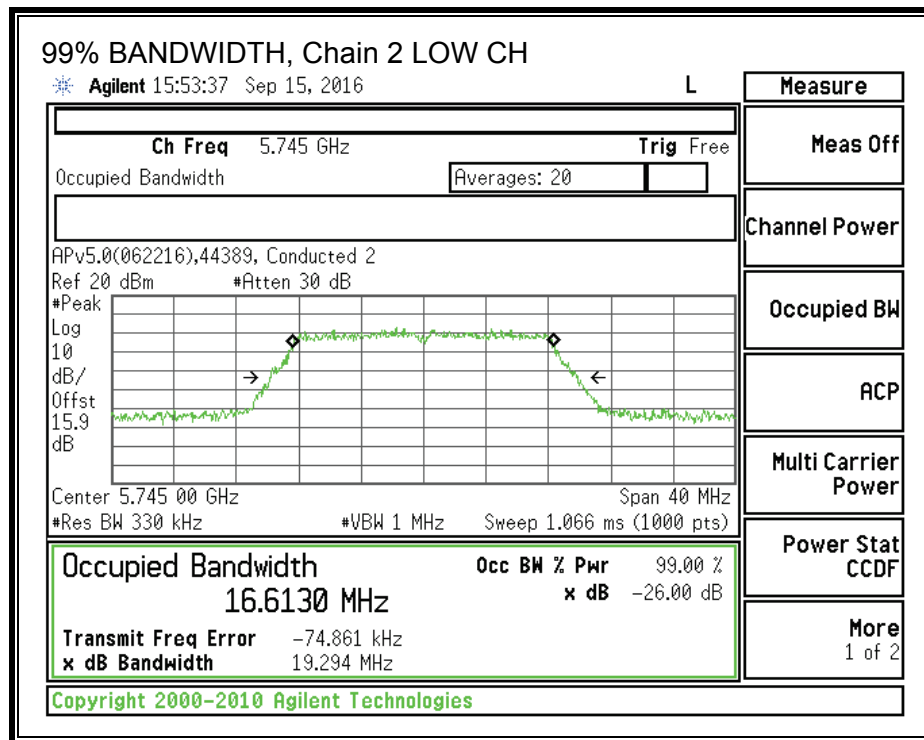 99% BANDWIDTH, Chain 2 LOW CH
Agilent 15:53:37 Sep 15, 2016 L
Measure
Ch Freq 5.745 GHz Trig Free
Meas Off
Occupied Bandwidth Averages: 20
Channel Power
APv5.0(062216),44389, Conducted 2
Ref 20 dBm #Atten 30 dB
#Peak
Log
10
dB/
Offst
15.9
dB
Occupied BW
ACP
Multi Carrier
Power
Center 5.745 00 GHz Span 40 MHz
#Res BW 330 kHz #VBW 1 MHz Sweep 1.066 ms (1000 pts)
Power Stat
CCDF
Occupied Bandwidth
16.6130 MHz
Occ BW % Pwr 99.00 %
x dB -26.00 dB
Transmit Freq Error -74.861 kHz
x dB Bandwidth 19.294 MHz
More
1 of 2
Copyright 2000-2010 Agilent Technologies